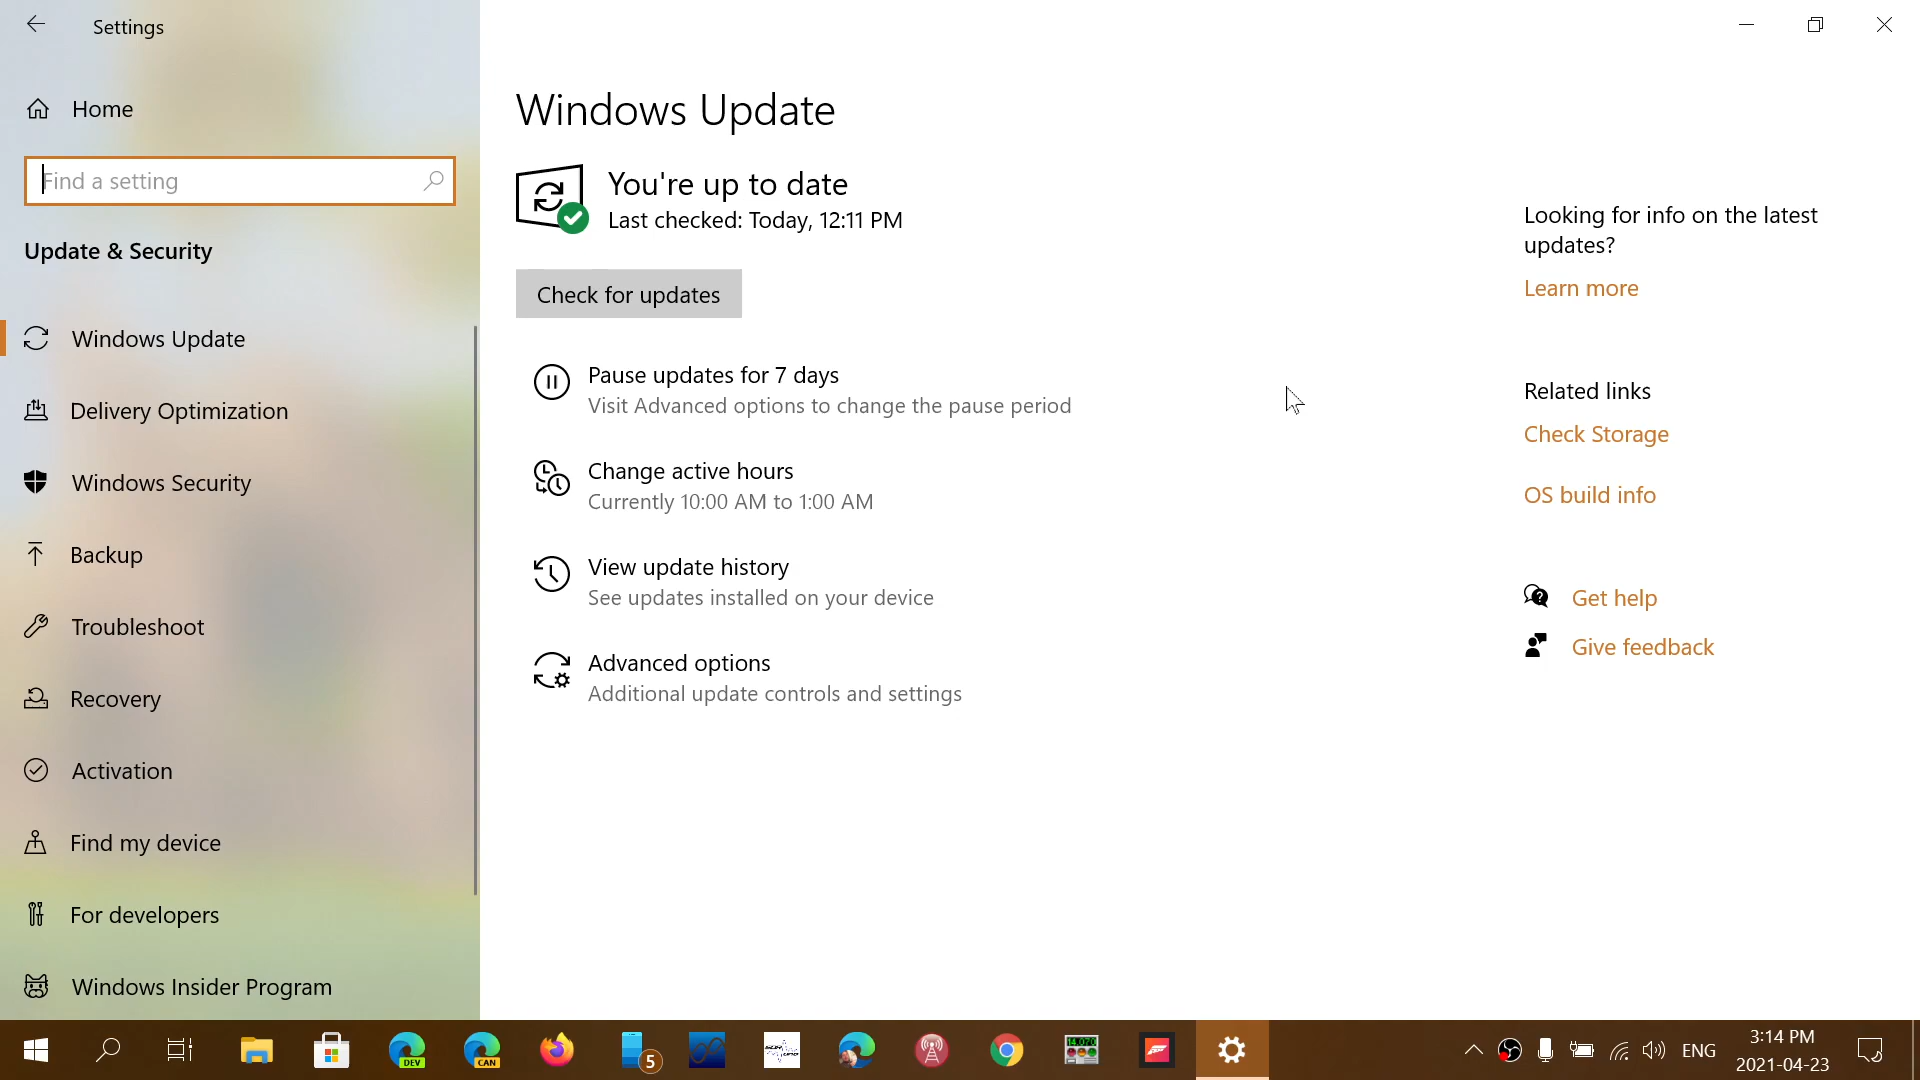 Settings
Home
Find a setting
Update & Security
Windows Update
Delivery Optimization
Windows Security
Backup
Troubleshoot
Recovery
Activation
Find my device
For developers
Windows Insider Program
Windows Update
You're up to date
Last checked: Today, 12:11 PM
Check for updates
Pause updates for 7 days
Visit Advanced options to change the pause period
Change active hours
Currently 10:00 AM to 1:00 AM
View update history
See updates installed on your device
Advanced options
Additional update controls and settings
Looking for info on the latest
updates?
Learn more
Related links
Check Storage
OS build info
Get help
Give feedback
DEV
CAN
5
14.070
ENG
3:14 PM
2021-04-23